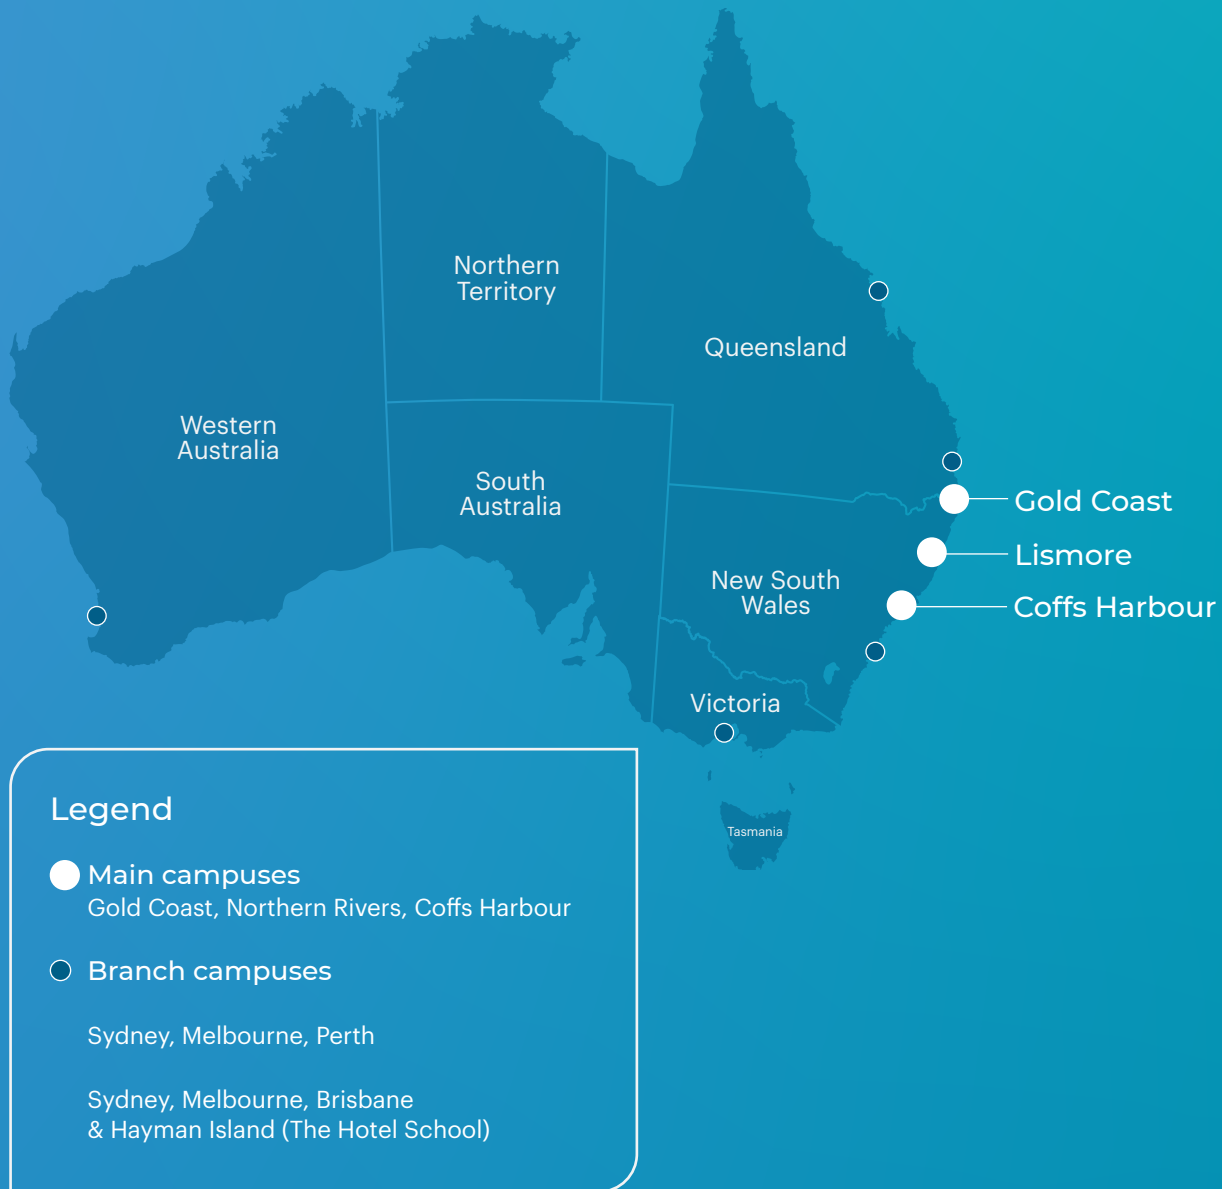 Northern
Territory
Queensland
Western
Australia
South
Australia
Gold Coast
Lismore
New South
Wales
Coffs Harbour
Victoria
Tasmania
Legend
Main campuses
Gold Coast, Northern Rivers, Coffs Harbour
Branch campuses
Sydney, Melbourne, Perth
Sydney, Melbourne, Brisbane
& Hayman Island (The Hotel School)